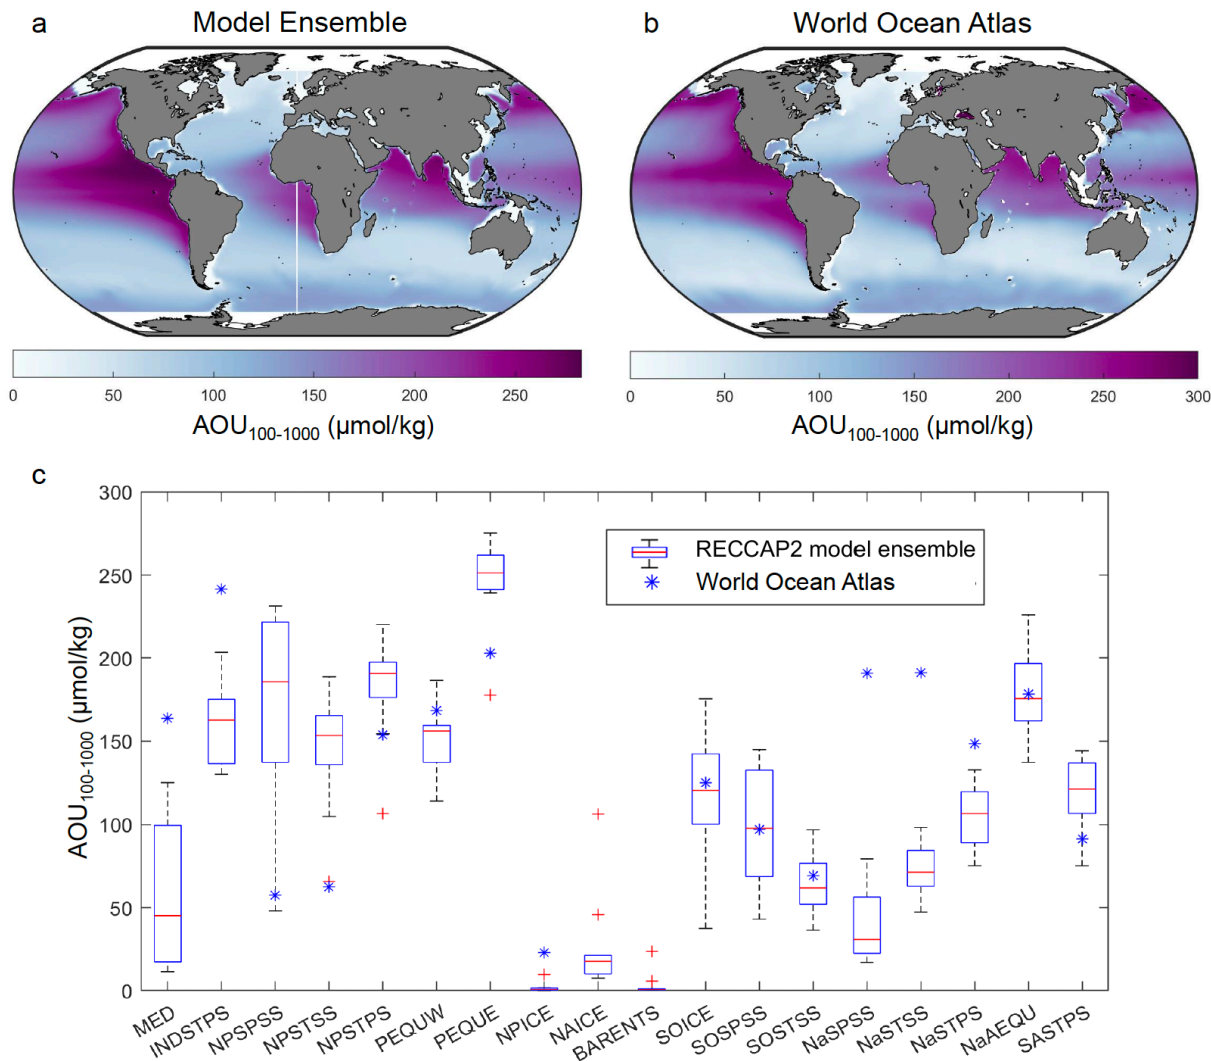 a Model Ensemble b World Ocean Atlas
0 50 100 150 200 250 0 50 100 150 200 250 300
AOU100-1000 (μmol/kg) AOU100-1000 (μmol/kg)
c
300
250
200
150
100
50
0
AOU100-1000 (μmol/kg)
RECCAP2 model ensemble
World Ocean Atlas
MED INDSTPS NPSPSS NPSTSS NPSTPS PEQUW PEQUE NPICE NAICE BARENTS SOICE SOSPSS SOSTSS NaSPSS NaSTSS NaSTPS NaAEQU SASTPS